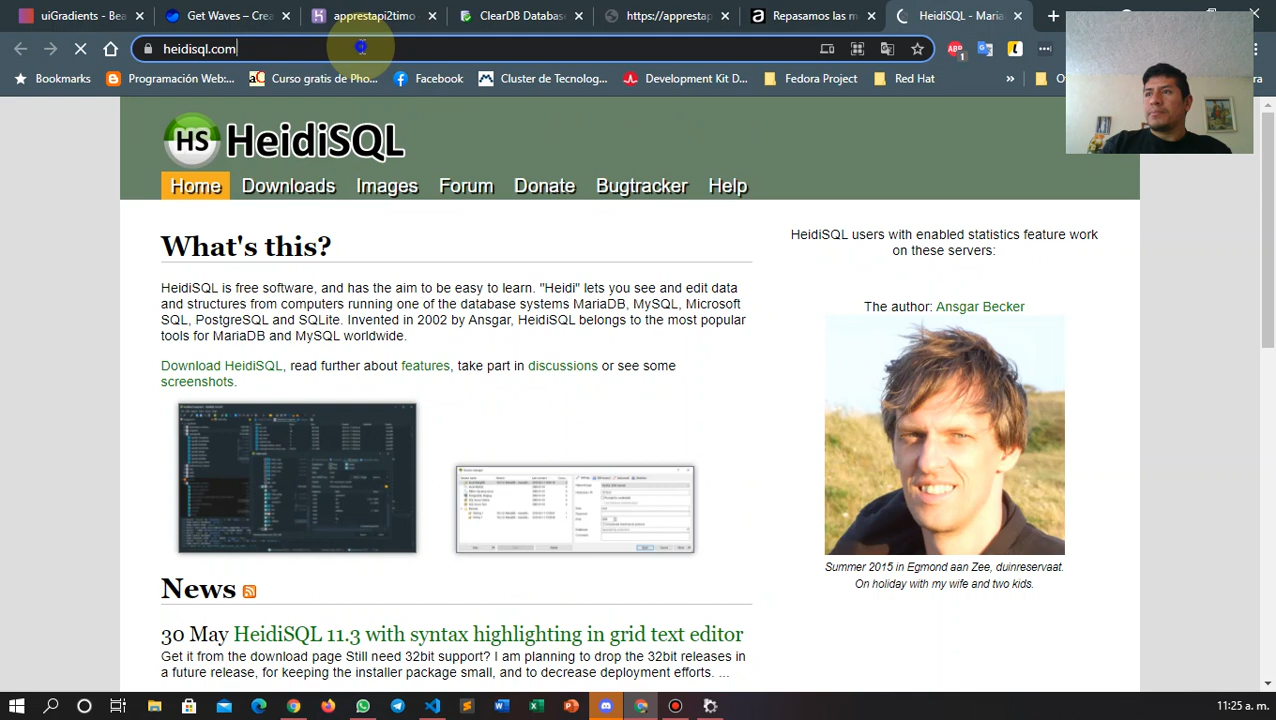 uiGradients - Bea
Get Waves – Crea
apprestapi2timo
ClearDB Databas
https://apprestap
Repasamos las m
HeidiSQL - Maria
heidisql.com
ABP
1
Bookmarks
Programación Web:...
Curso gratis de Pho...
Facebook
Cluster de Tecnolog...
Development Kit D...
Fedora Project
Red Hat
HS HeidiSQL
Home
Downloads
Images
Forum
Donate
Bugtracker
Help
What's this?
HeidiSQL is free software, and has the aim to be easy to learn. "Heidi" lets you see and edit data
and structures from computers running one of the database systems MariaDB, MySQL, Microsoft
SQL, PostgreSQL and SQLite. Invented in 2002 by Ansgar, HeidiSQL belongs to the most popular
tools for MariaDB and MySQL worldwide.
Download HeidiSQL, read further about features, take part in discussions or see some
screenshots.
HeidiSQL users with enabled statistics feature work
on these servers:
The author: Ansgar Becker
Summer 2015 in Egmond aan Zee, duinreservaat.
On holiday with my wife and two kids.
News
30 May HeidiSQL 11.3 with syntax highlighting in grid text editor
Get it from the download page Still need 32bit support? I am planning to drop the 32bit releases in
a future release, for keeping the installer package small, and to decrease deployment efforts. ...
11:25 a. m.